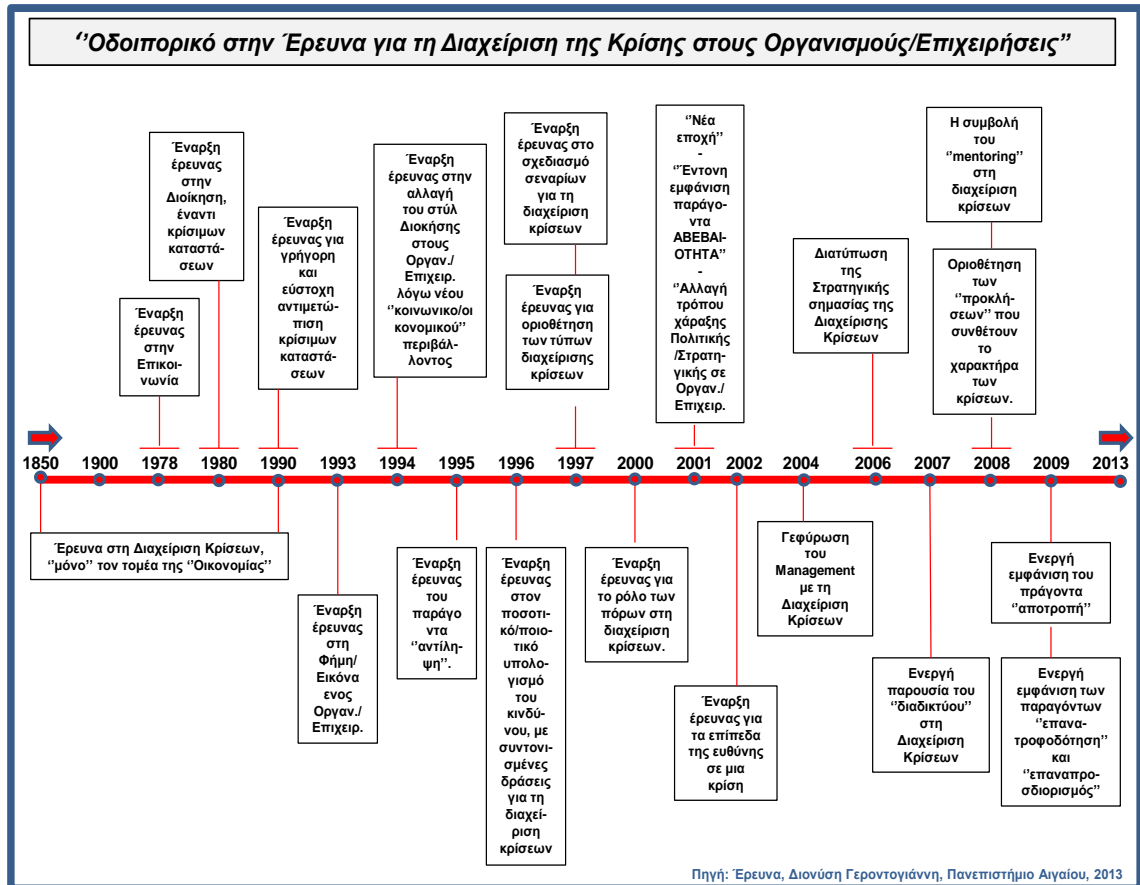 ‘’Οδοιπορικό στην Έρευνα για τη Διαχείριση της Κρίσης στους Οργανισμούς/Επιχειρήσεις’’
Έναρξη
έρευνας
στην
Επικοι-
νωνία
Έναρξη
έρευνας
στην
Διοίκηση,
έναντι
κρίσιμων
καταστά-
σεων
Έναρξη
έρευνας για
γρήγορη
και
εύστοχη
αντιμετώ-
πιση
κρίσιμων
καταστά-
σεων
Έναρξη
έρευνας στην
αλλαγή
του στύλ
Διοκήσης
στους
Οργαν./
Επιχειρ.
λόγω νέου
‘’κοινωνικο/οι
κονομικού’’
περιβάλ-
λοντος
Έναρξη
έρευνας στο
σχεδιασμό
σεναρίων
για τη
διαχείριση
κρίσεων
Έναρξη
έρευνας για
οριοθέτηση
των τύπων
διαχείρισης
κρίσεων
‘’Νέα
εποχή’’
-
‘’Έντονη
εμφάνιση
παράγο-
ντα
ΑΒΕΒΑΙ-
ΟΤΗΤΑ’’
-
‘’Αλλαγή
τρόπου
χάραξης
Πολιτικής
/Στρατη-
γικής σε
Οργαν./
Επιχειρ.
Διατύπωση
της
Στρατηγικής
σημασίας της
Διαχείρισης
Κρίσεων
Η συμβολή
του
‘’mentoring’’
στη
διαχείριση
κρίσεων
Οριοθέτηση
των
‘’προκλή-
σεων’’ που
συνθέτουν
το
χαρακτήρα
των
κρίσεων.
1850 1900 1978 1980 1990 1993 1994 1995 1996 1997 2000 2001 2002 2004 2006 2007 2008 2009 2013
Έρευνα στη Διαχείριση Κρίσεων,
‘’μόνο’’ τον τομέα της ‘’Οικονομίας’’
Έναρξη
έρευνας
στη
Φήμη/
Εικόνα
ενος
Οργαν./
Επιχειρ.
Έναρξη
έρευνας
του
παράγο
ντα
‘’αντίλη-
ψη’’.
Έναρξη
έρευνας
στον
ποσοτι-
κό/ποιο-
τικό
υπολο-
γισμό
του
κινδύ-
νου, με
συντονι-
σμένες
δράσεις
για τη
διαχεί-
ριση
κρίσεων
Έναρξη
έρευνας για
το ρόλο των
πόρων στη
διαχείριση
κρίσεων.
Έναρξη
έρευνας για
τα επίπεδα
της ευθύνης
σε μια
κρίση
Γεφύρωση
του
Management
με τη
Διαχείριση
Κρίσεων
Ενεργή
παρουσία του
‘’διαδικτύου’’
στη
Διαχείριση
Κρίσεων
Ενεργή
εμφάνιση του
πράγοντα
‘’αποτροπή’’
Ενεργή
εμφάνιση των
παραγόντων
‘’επανα-
τροφοδότηση’’
και
‘’επαναπρο-
σδιορισμός’’
Πηγή: Έρευνα, Διονύση Γεροντογιάννη, Πανεπιστήμιο Αιγαίου, 2013